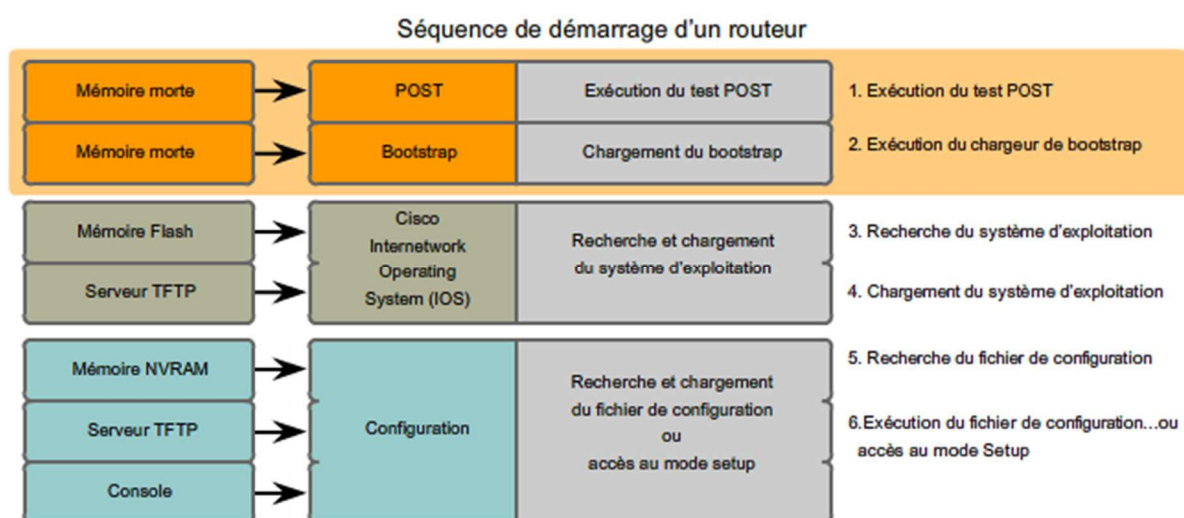 Séquence de démarrage d'un routeur
Mémoire morte
POST
Exécution du test POST
1. Exécution du test POST
Mémoire morte
Bootstrap
Chargement du bootstrap
2. Exécution du chargeur de bootstrap
Mémoire Flash
Serveur TFTP
Cisco
Internetwork
Operating
System (IOS)
Recherche et chargement
du système d'exploitation
3. Recherche du système d'exploitation
4. Chargement du système d'exploitation
Mémoire NVRAM
Serveur TFTP
Console
Configuration
Recherche et chargement
du fichier de configuration
ou
accès au mode setup
5. Recherche du fichier de configuration
6.Exécution du fichier de configuration...ou
accès au mode Setup